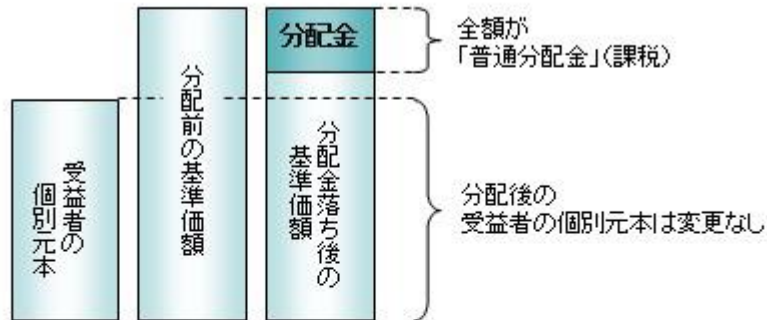 受益者の
個別元本
分配前の基準価額
分配金
分配金落ち後の
基準価額
全額が
「普通分配金」(課税)
分配後の
受益者の個別元本は変更なし